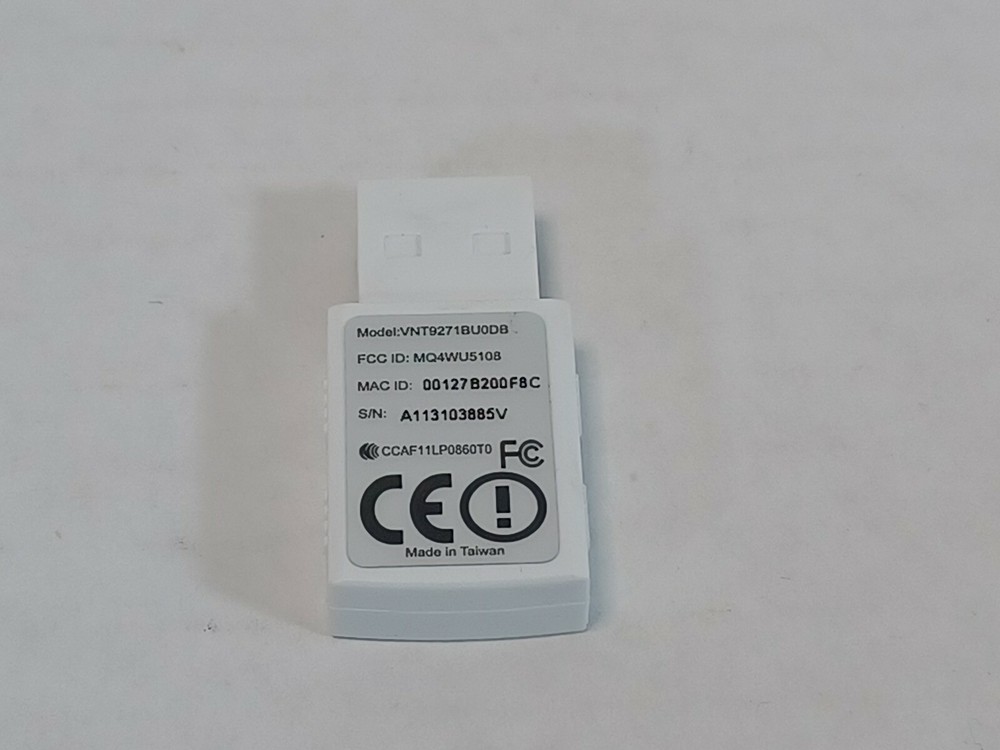 Model:VNT9271BU0DB
FCC ID: MQ4WU5108
MAC ID: 00127B200F8C
S/N: A113103885V
CCAF11LP0860T0 FC
CE
Made in Taiwan